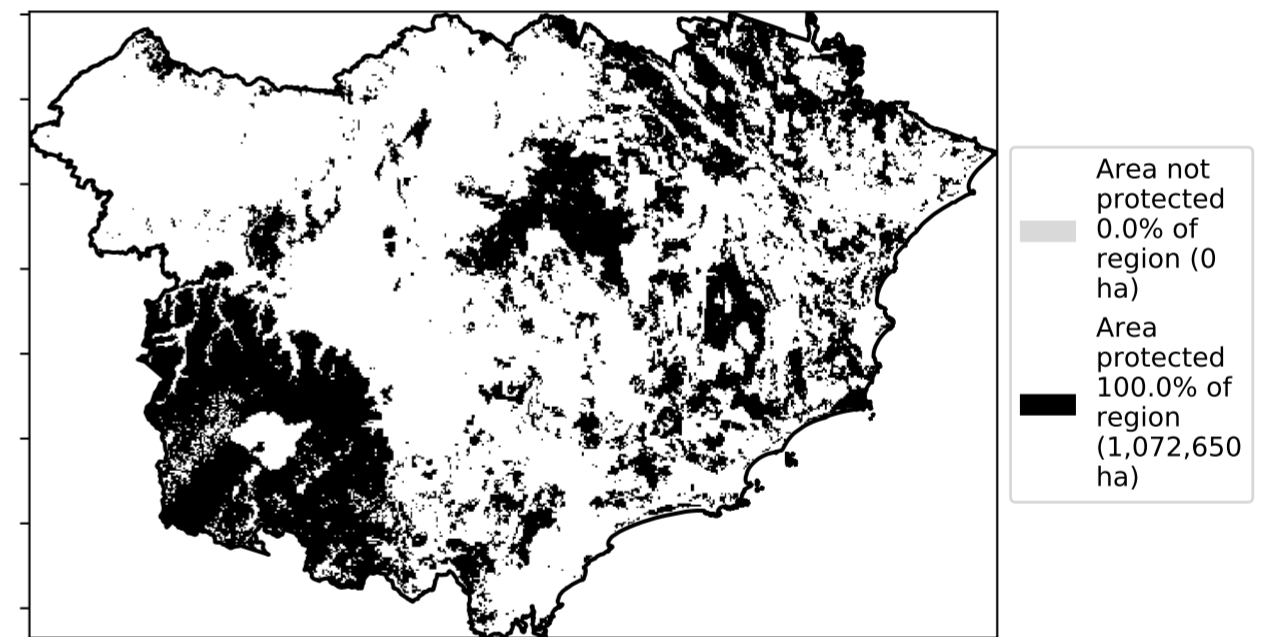 Area not
protected
0.0% of
region (0
ha)
Area
protected
100.0% of
region
(1,072,650
ha)